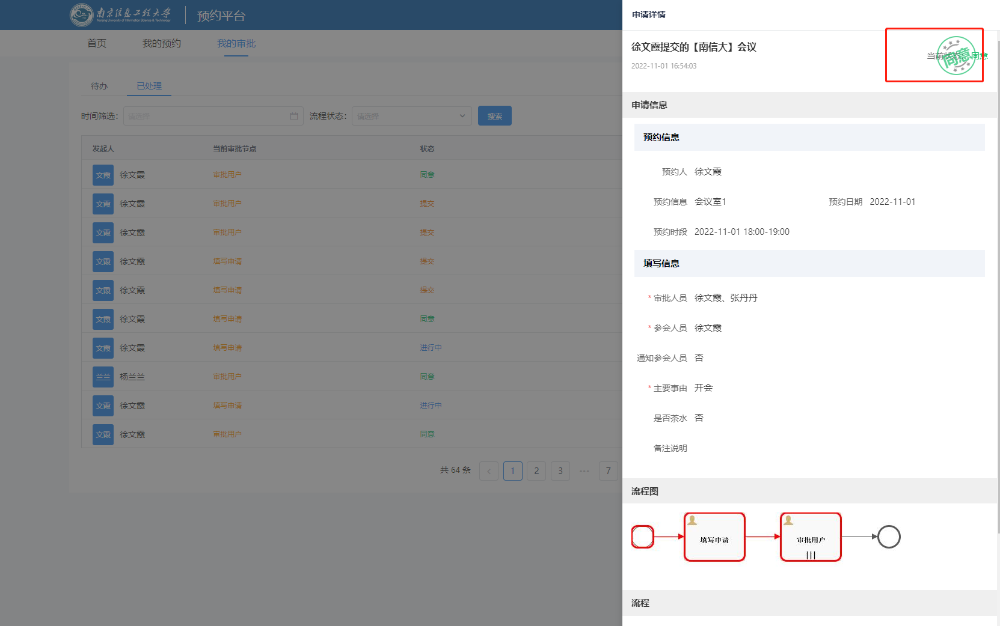 南京信息工程大学
Nanjing University of Information Science & Technology
预约平台
首页 我的预约 我的审批
待办 已处理
时间筛选： 请选择 流程状态： 请选择 搜索
发起人 当前审批节点 状态
文霞 徐文霞 审批用户 同意
文霞 徐文霞 审批用户 提交
文霞 徐文霞 审批用户 提交
文霞 徐文霞 填写申请 提交
文霞 徐文霞 填写申请 提交
文霞 徐文霞 填写申请 同意
文霞 徐文霞 填写申请 进行中
兰兰 杨兰兰 审批用户 同意
文霞 徐文霞 填写申请 进行中
文霞 徐文霞 审批用户 同意
共 64 条 1 2 3 ··· 7
申请详情
徐文霞提交的【南信大】会议
2022-11-01 16:54:03
当前状态：同意
同意
申请信息
预约信息
预约人 徐文霞
预约信息 会议室1 预约日期 2022-11-01
预约时段 2022-11-01 18:00-19:00
填写信息
* 审批人员 徐文霞、张丹丹
* 参会人员 徐文霞
通知参会人员 否
* 主要事由 开会
是否茶水 否
备注说明
流程图
填写申请 审批用户
流程